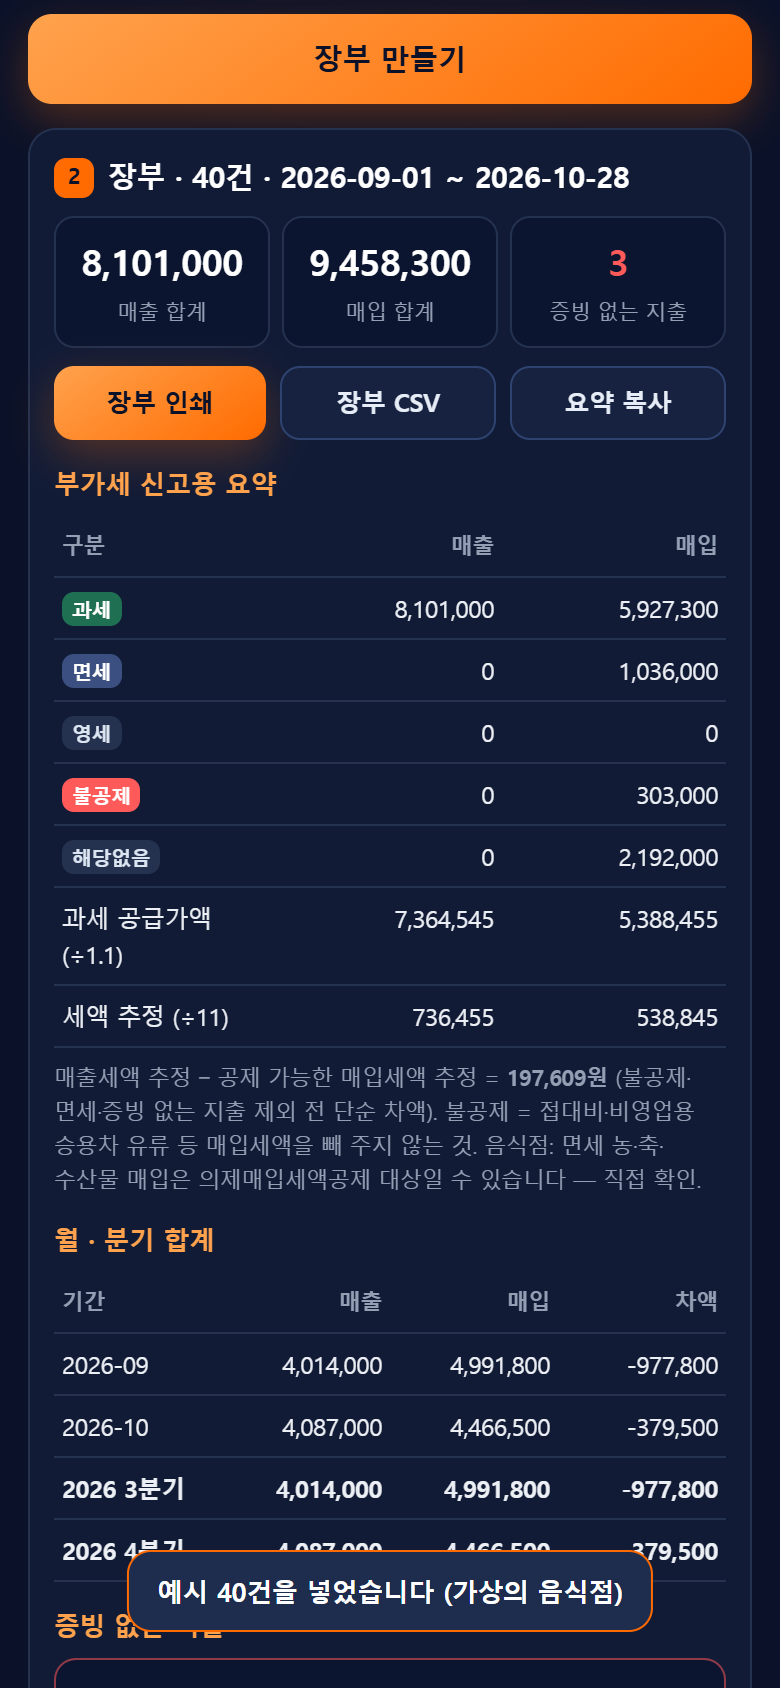 장부 만들기
2 장부 · 40건 · 2026-09-01 ~ 2026-10-28
8,101,000 9,458,300 3
매출 합계 매입 합계 증빙 없는 지출
장부 인쇄 장부 CSV 요약 복사
부가세 신고용 요약
구분 매출 매입
과세 8,101,000 5,927,300
면세 0 1,036,000
영세 0 0
불공제 0 303,000
해당없음 0 2,192,000
과세 공급가액 7,364,545 5,388,455
(÷1.1)
세액 추정 (÷11) 736,455 538,845
매출세액 추정 − 공제 가능한 매입세액 추정 = 197,609원 (불공제·
면세·증빙 없는 지출 제외 전 단순 차액). 불공제 = 접대비·비영업용
승용차 유류 등 매입세액을 빼 주지 않는 것. 음식점: 면세 농·축·
수산물 매입은 의제매입세액공제 대상일 수 있습니다 — 직접 확인.
월 · 분기 합계
기간 매출 매입 차액
2026-09 4,014,000 4,991,800 -977,800
2026-10 4,087,000 4,466,500 -379,500
2026 3분기 4,014,000 4,991,800 -977,800
2026 4분기 4,087,000 4,466,500 379,500
예시 40건을 넣었습니다 (가상의 음식점)
증빙 없는